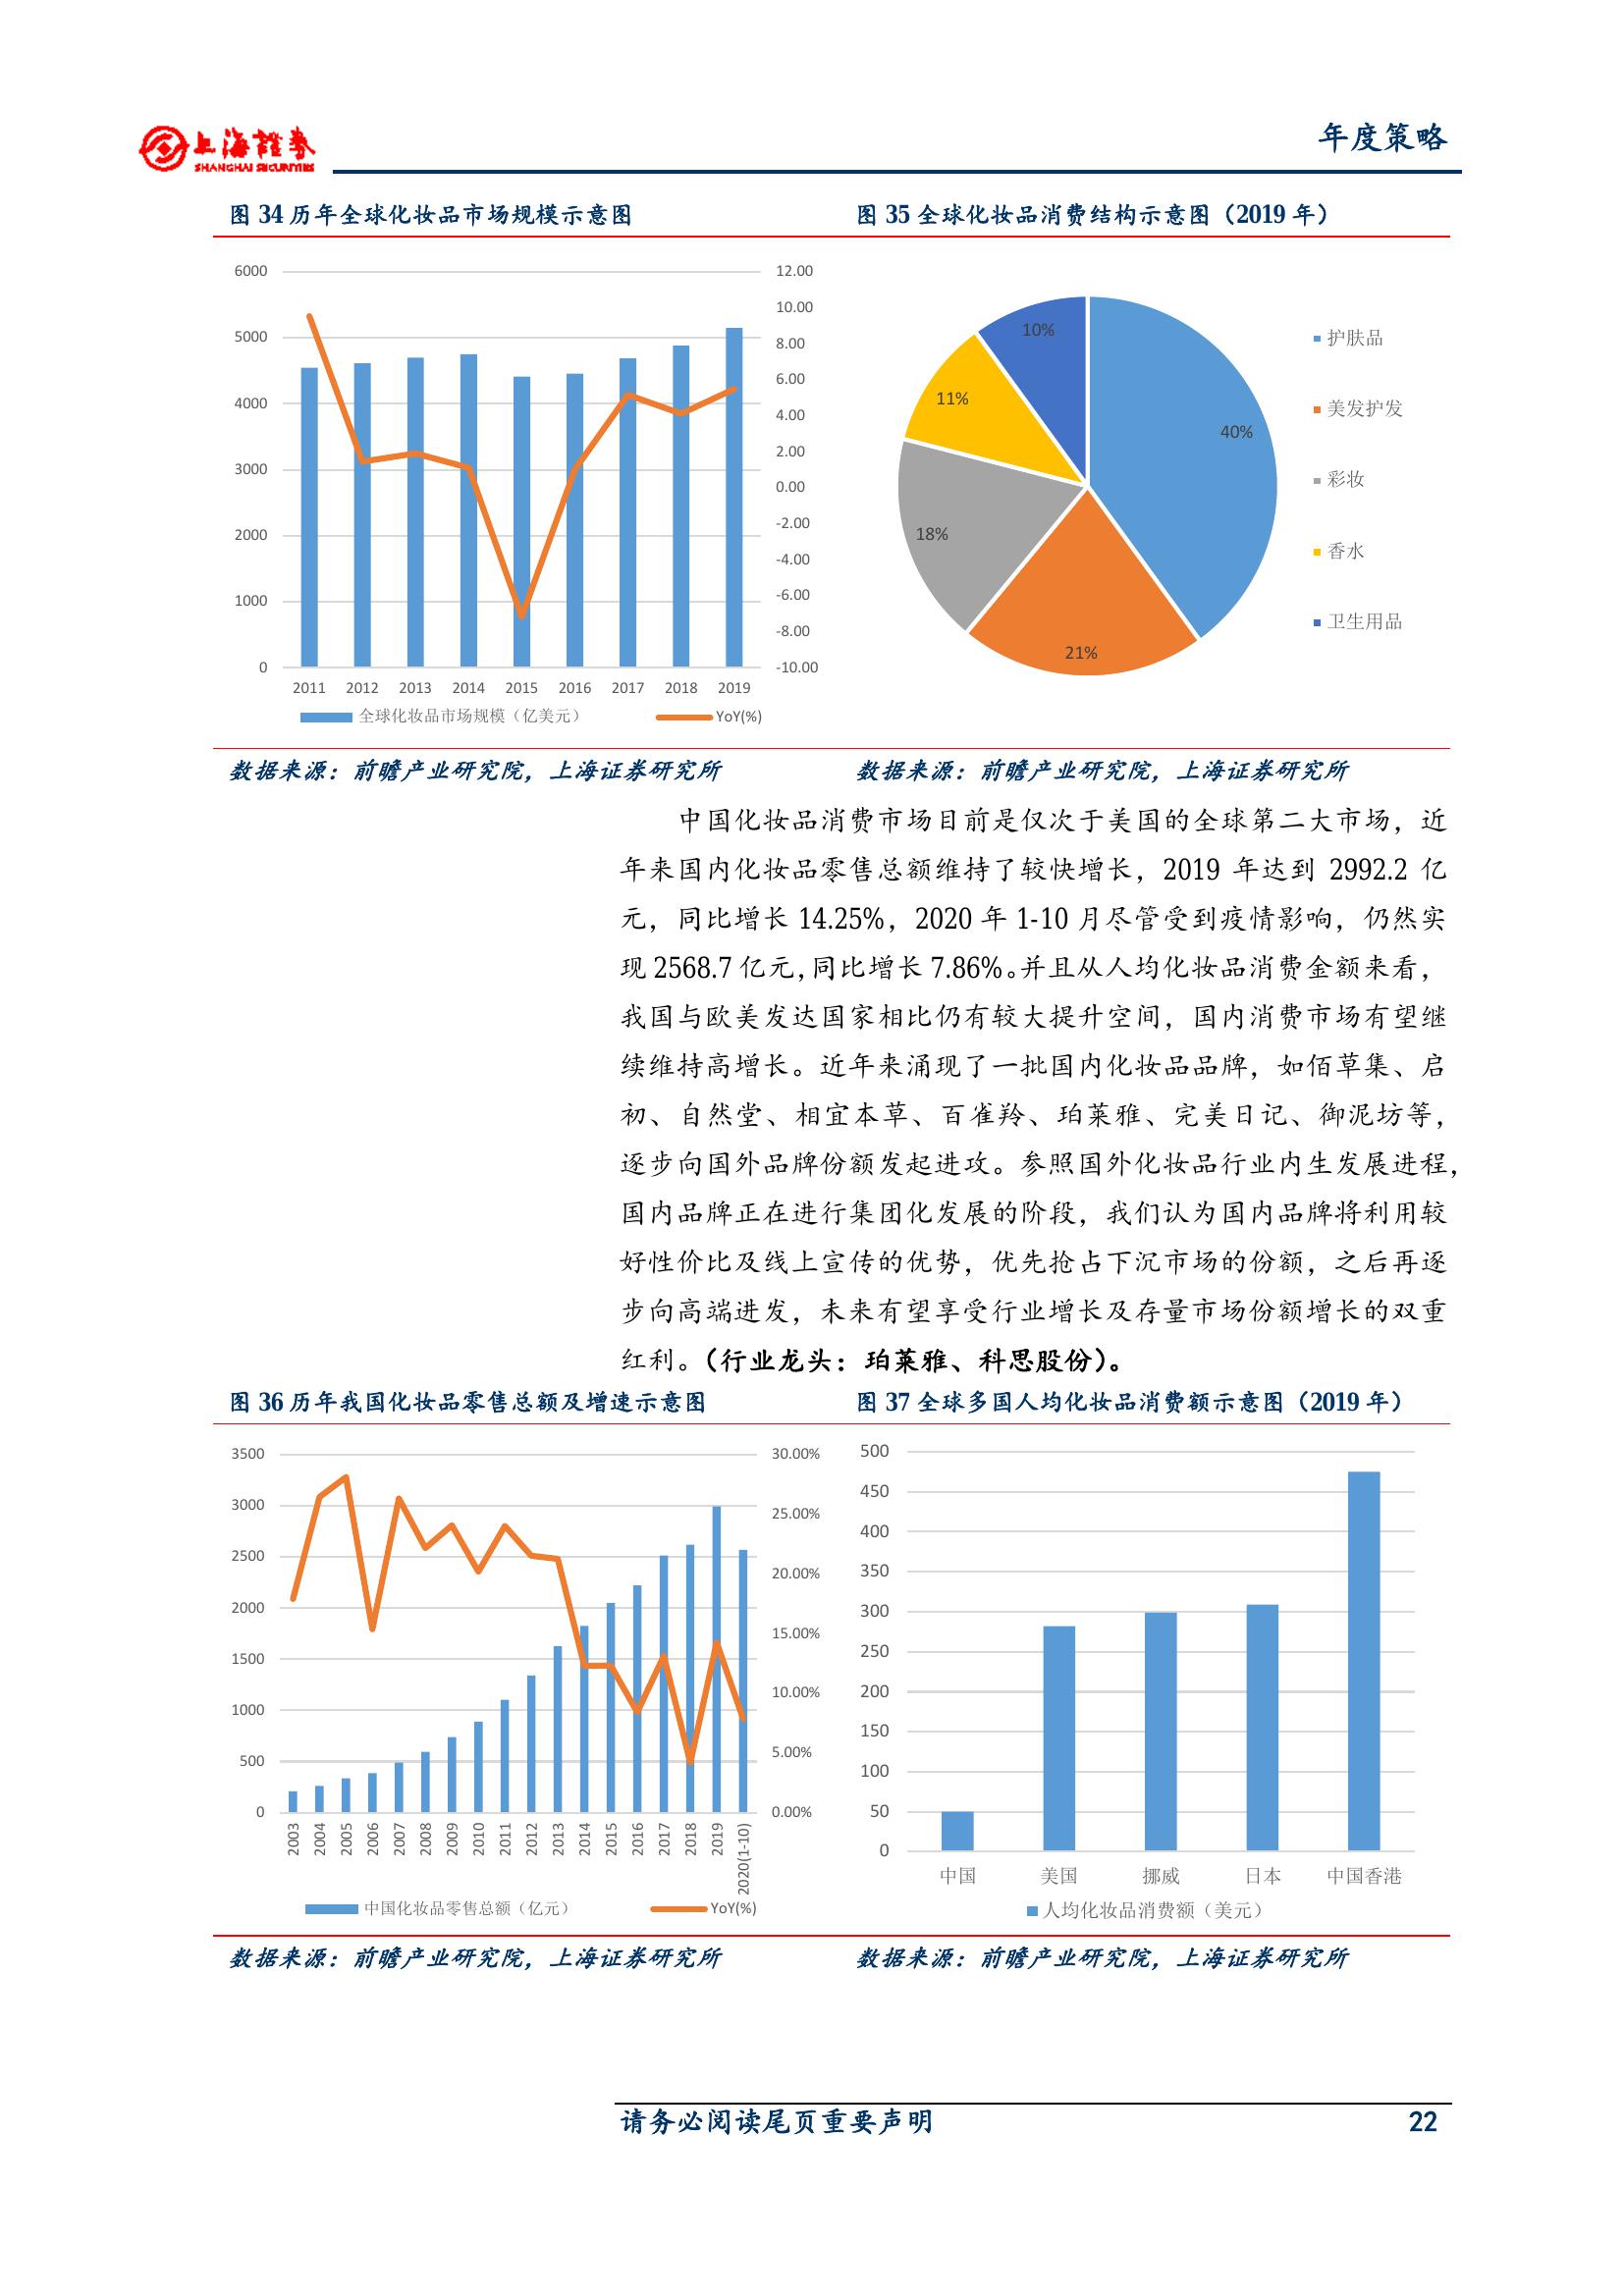 上海證券
SHANGHAI SECURITIES
年度策略
图 34 历年全球化妆品市场规模示意图
图 35 全球化妆品消费结构示意图（2019 年）
6000
5000
4000
3000
2000
1000
0
12.00
10.00
8.00
6.00
4.00
2.00
0.00
-2.00
-4.00
-6.00
-8.00
-10.00
2011 2012 2013 2014 2015 2016 2017 2018 2019
全球化妆品市场规模（亿美元） YoY(%)
10%
11%
40%
18%
21%
护肤品
美发护发
彩妆
香水
卫生用品
数据来源：前瞻产业研究院，上海证券研究所
数据来源：前瞻产业研究院，上海证券研究所
中国化妆品消费市场目前是仅次于美国的全球第二大市场，近
年来国内化妆品零售总额维持了较快增长，2019 年达到 2992.2 亿
元，同比增长 14.25%，2020 年 1-10 月尽管受到疫情影响，仍然实
现 2568.7 亿元，同比增长 7.86%。并且从人均化妆品消费金额来看，
我国与欧美发达国家相比仍有较大提升空间，国内消费市场有望继
续维持高增长。近年来涌现了一批国内化妆品品牌，如佰草集、启
初、自然堂、相宜本草、百雀羚、珀莱雅、完美日记、御泥坊等，
逐步向国外品牌份额发起进攻。参照国外化妆品行业内生发展进程，
国内品牌正在进行集团化发展的阶段，我们认为国内品牌将利用较
好性价比及线上宣传的优势，优先抢占下沉市场的份额，之后再逐
步向高端进发，未来有望享受行业增长及存量市场份额增长的双重
红利。（行业龙头：珀莱雅、科思股份）。
图 36 历年我国化妆品零售总额及增速示意图
图 37 全球多国人均化妆品消费额示意图（2019 年）
3500
3000
2500
2000
1500
1000
500
0
30.00%
25.00%
20.00%
15.00%
10.00%
5.00%
0.00%
2003 2004 2005 2006 2007 2008 2009 2010 2011 2012 2013 2014 2015 2016 2017 2018 2019 2020(1-10)
中国化妆品零售总额（亿元） YoY(%)
500
450
400
350
300
250
200
150
100
50
0
中国 美国 挪威 日本 中国香港
人均化妆品消费额（美元）
数据来源：前瞻产业研究院，上海证券研究所
数据来源：前瞻产业研究院，上海证券研究所
请务必阅读尾页重要声明
22